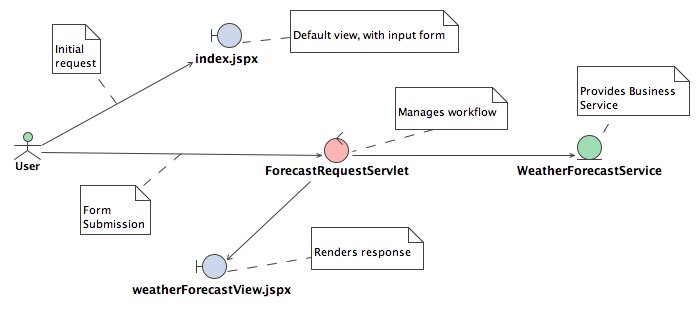 Initial
request
index.jspx
Default view, with input form
Provides Business
Service
Manages workflow
User
ForecastRequestServlet
WeatherForecastService
Form
Submission
Renders response
weatherForecastView.jspx